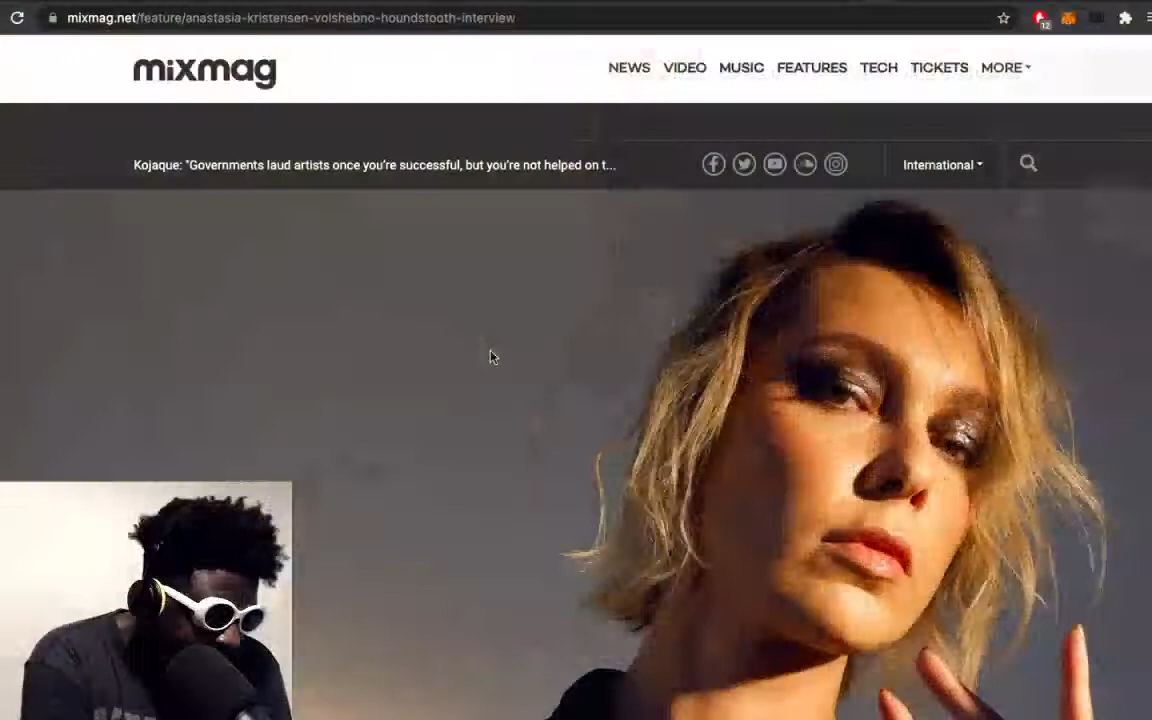 mixmag.net/feature/anastasia-kristensen-volshebno-houndstooth-interview
12
mixmag
NEWS VIDEO MUSIC FEATURES TECH TICKETS MORE
Kojaque: "Governments laud artists once you're successful, but you're not helped on t...
International